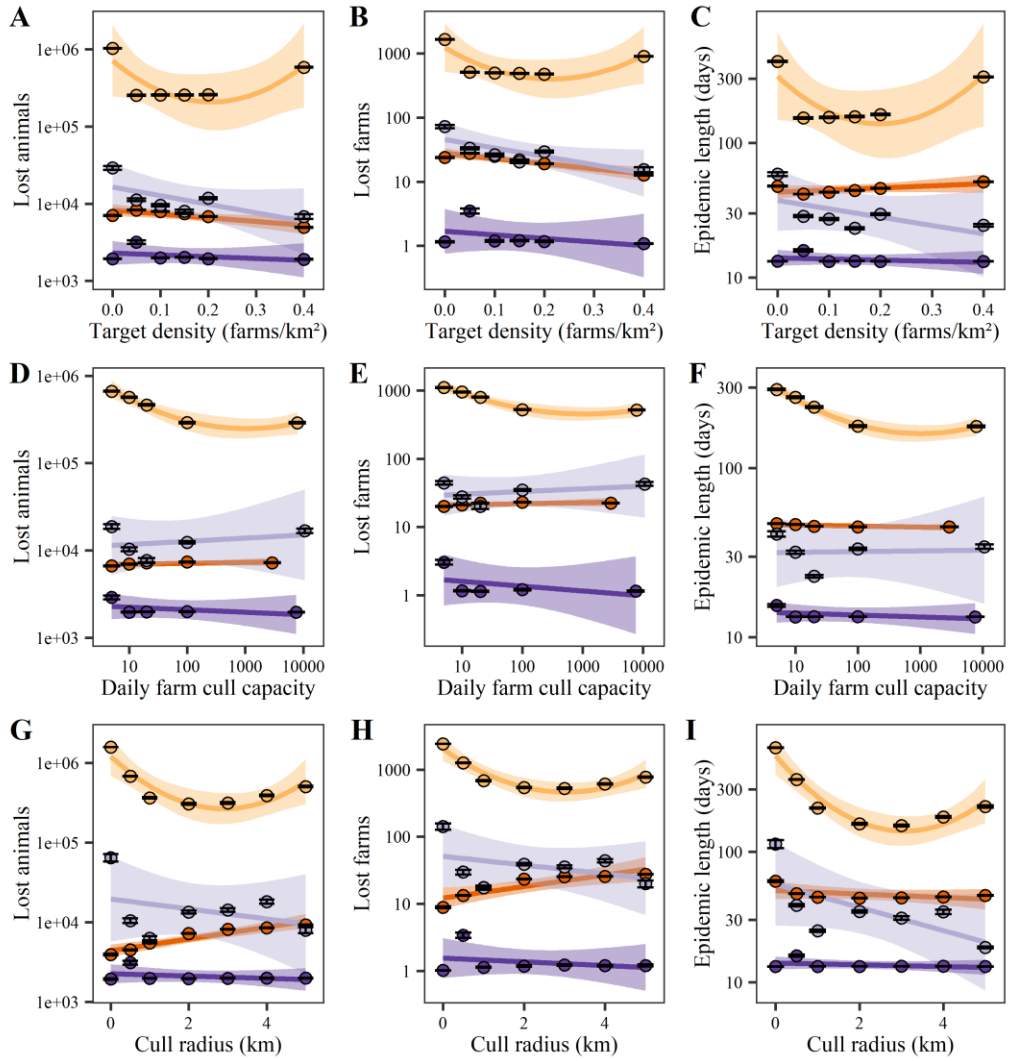 A
B
C
Lost animals
1e+06
1e+05
1e+04
1e+03
0.0 0.1 0.2 0.3 0.4
Target density (farms/km²)
Lost farms
1000
100
10
1
0.0 0.1 0.2 0.3 0.4
Target density (farms/km²)
Epidemic length (days)
300
100
30
10
0.0 0.1 0.2 0.3 0.4
Target density (farms/km²)
D
E
F
Lost animals
1e+06
1e+05
1e+04
1e+03
10 100 1000 10000
Daily farm cull capacity
Lost farms
1000
100
10
1
10 100 1000 10000
Daily farm cull capacity
Epidemic length (days)
300
100
30
10
10 100 1000 10000
Daily farm cull capacity
G
H
I
Lost animals
1e+06
1e+05
1e+04
1e+03
0 2 4
Cull radius (km)
Lost farms
1000
100
10
1
0 2 4
Cull radius (km)
Epidemic length (days)
300
100
30
10
0 2 4
Cull radius (km)